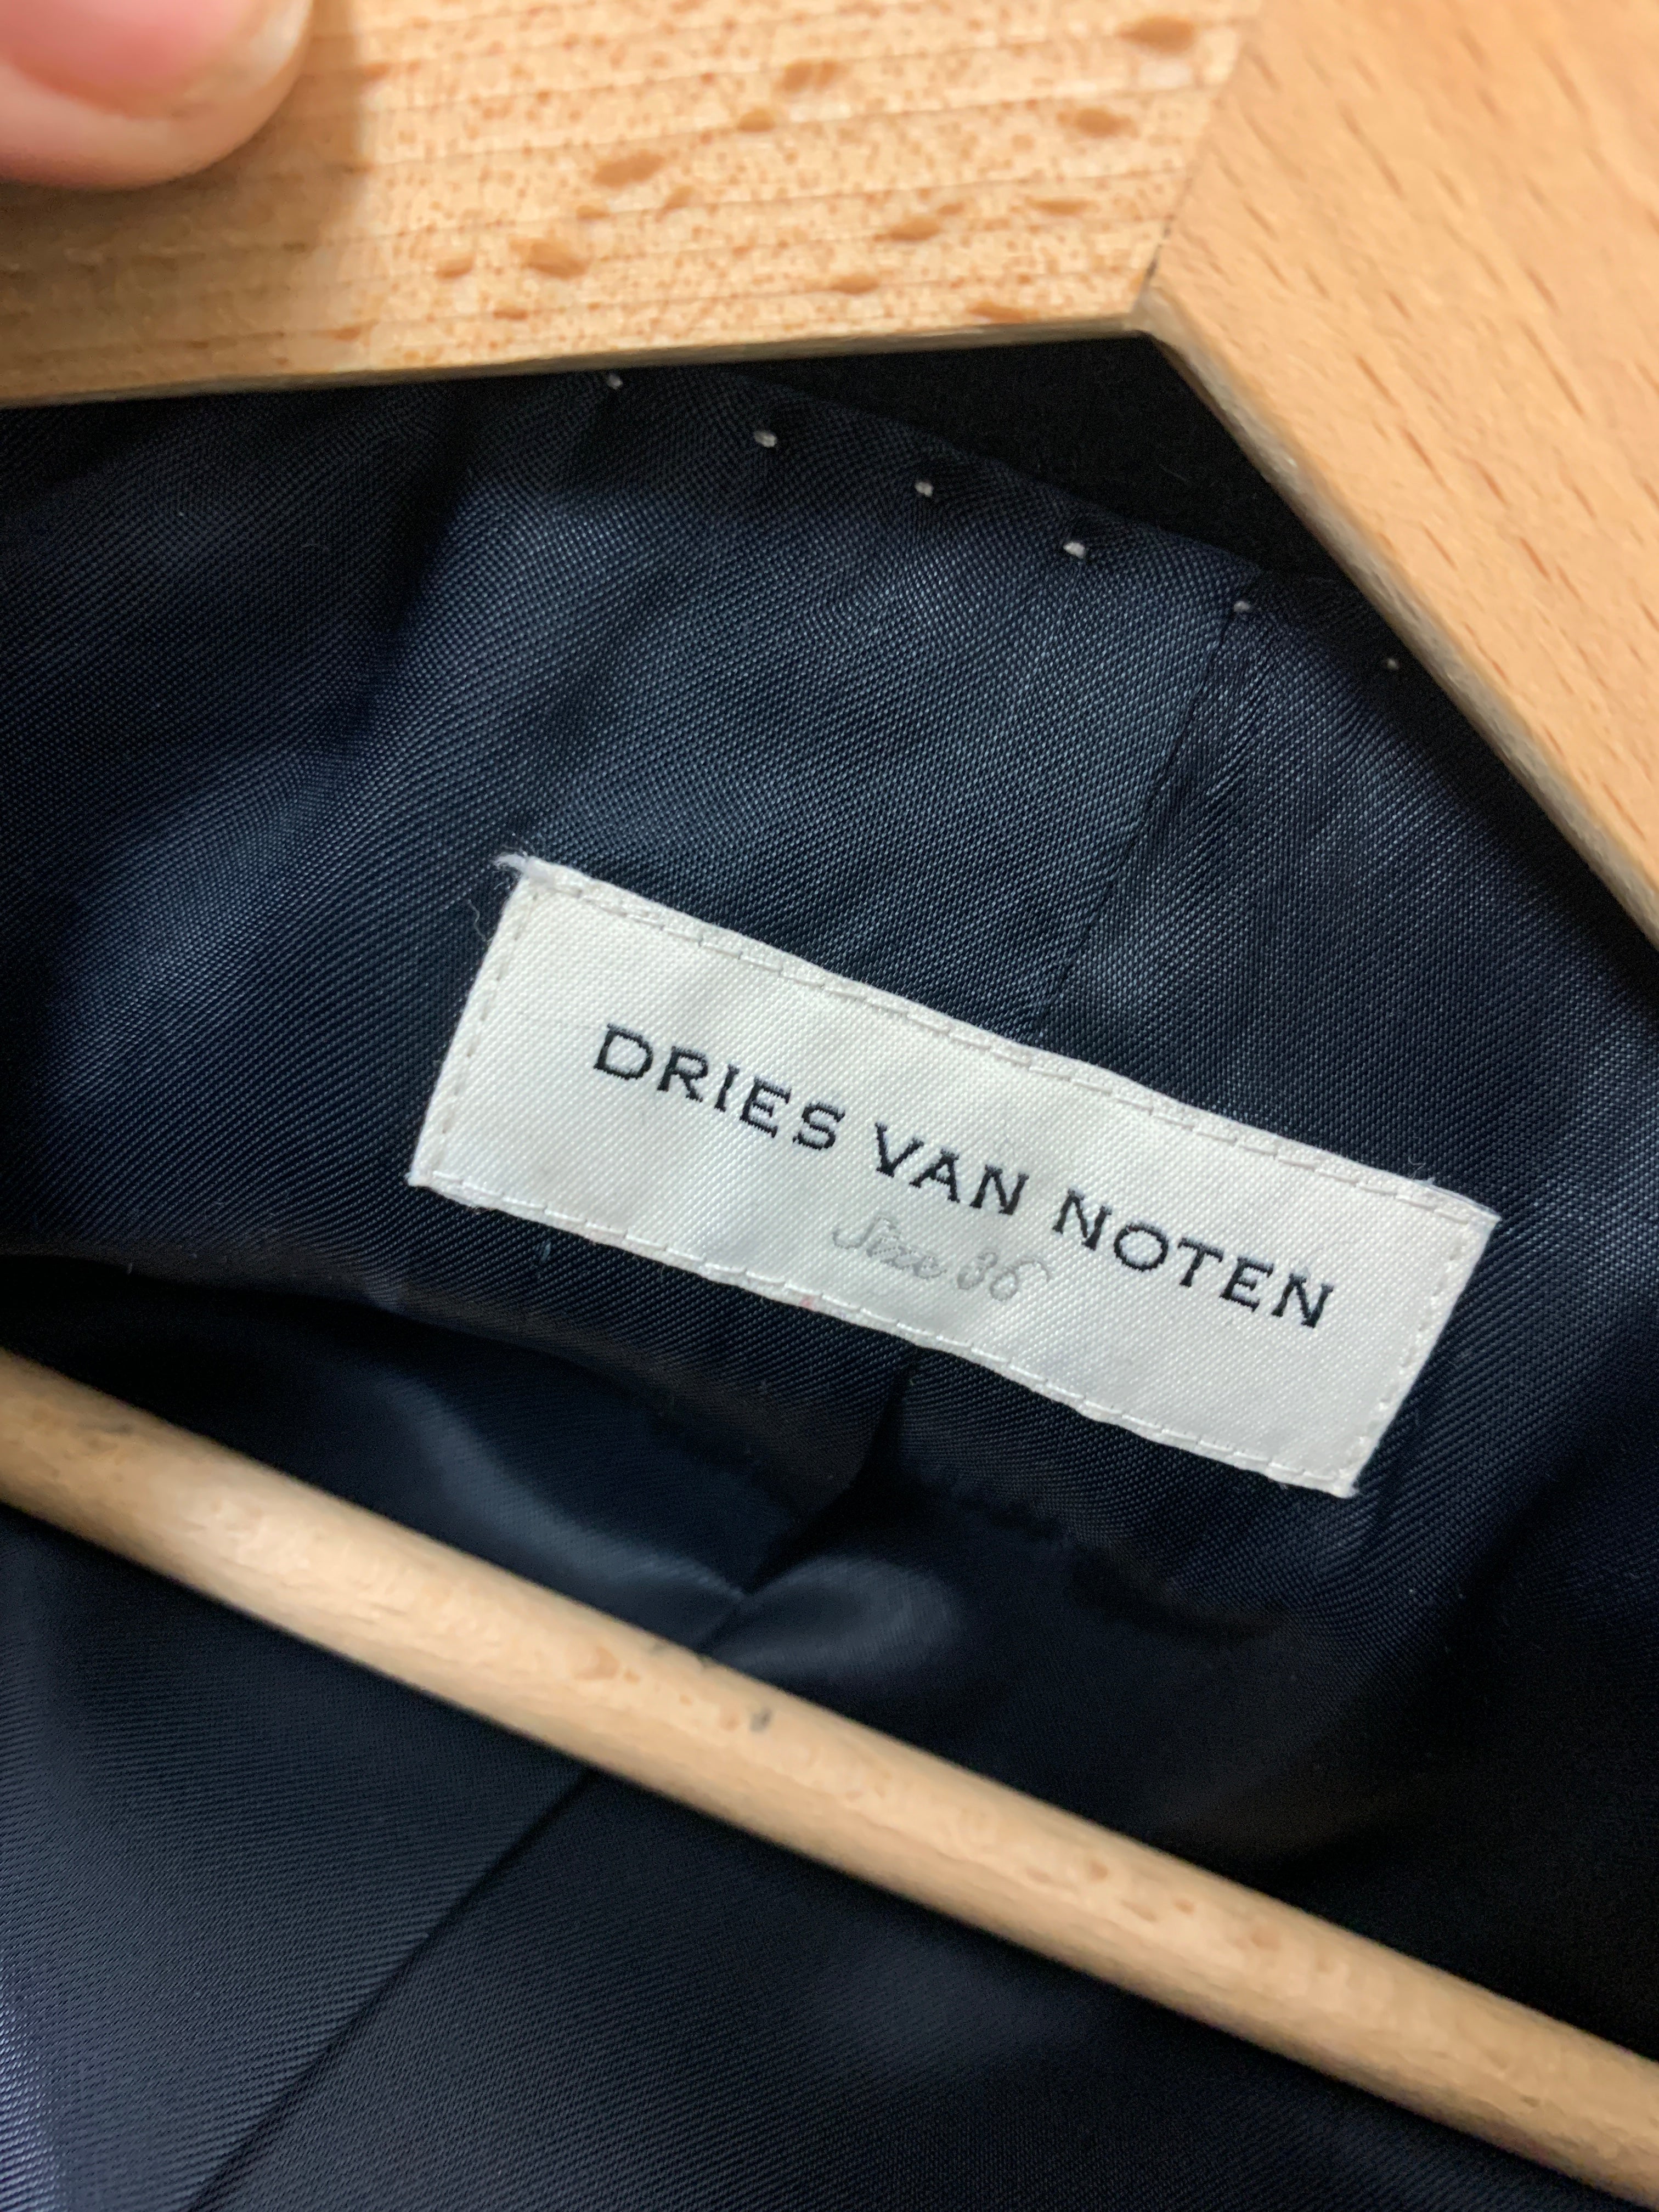 DRIES VAN NOTEN
Size 36